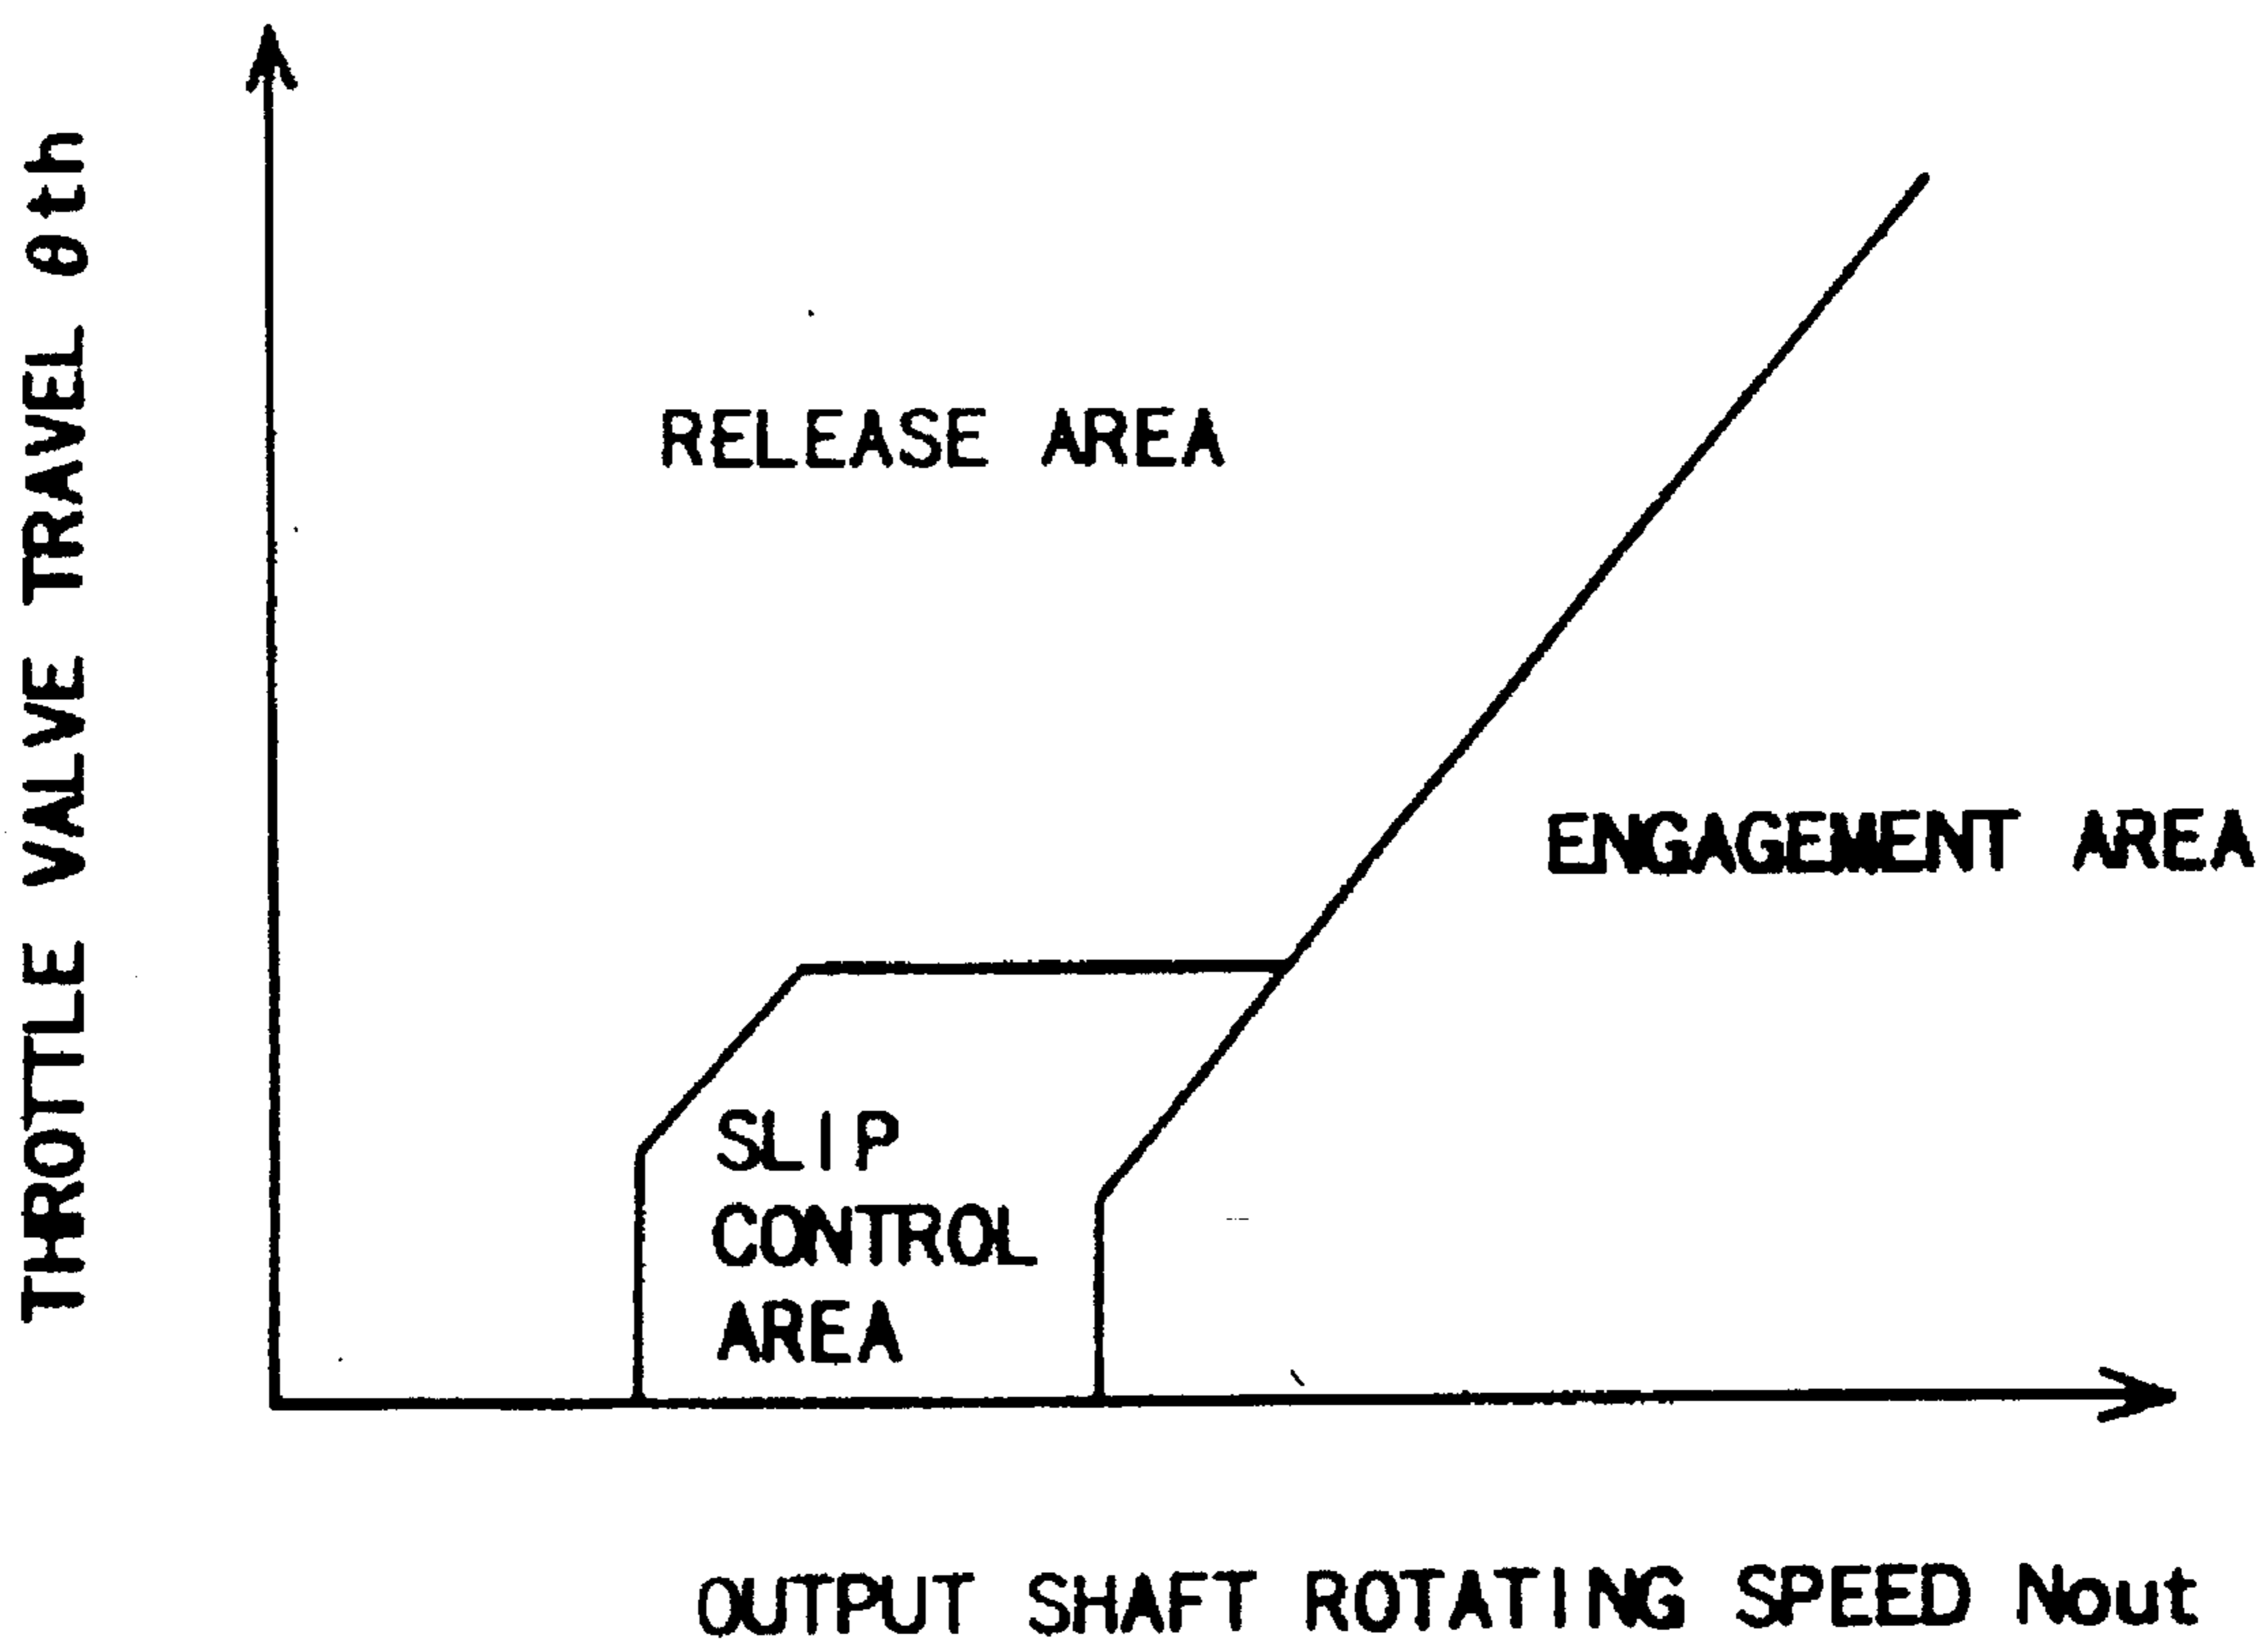 THROTTLE VALVE TRAVEL θth
RELEASE AREA
ENGAGEMENT AREA
SLIP
CONTROL
AREA
OUTPUT SHAFT ROTATING SPEED Nout